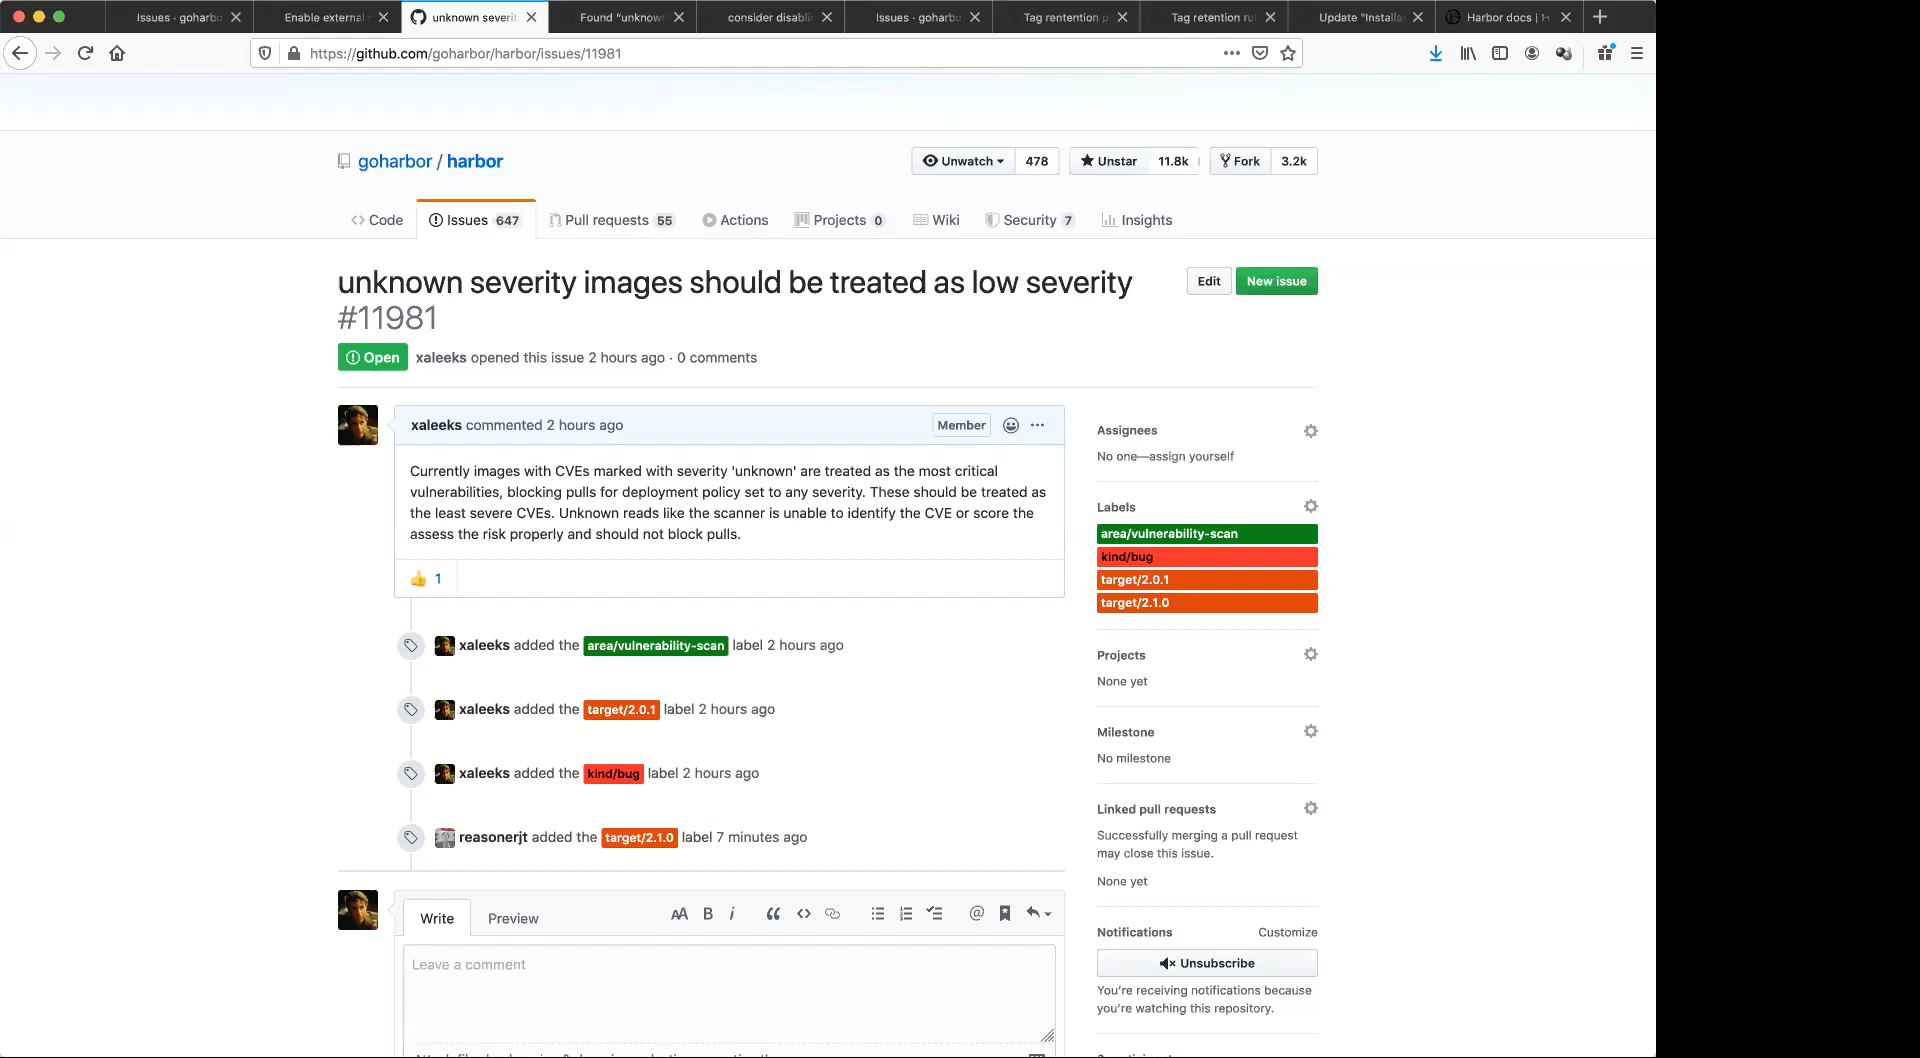 Issues · goharb
Enable external
unknown severit
Found "unknow
consider disabli
Issues · goharb
Tag rentention p
Tag retention ru
Update "Installa
Harbor docs |
https://github.com/goharbor/harbor/issues/11981
goharbor / harbor
Unwatch 478 Unstar 11.8k Fork 3.2k
Code Issues 647 Pull requests 55 Actions Projects 0 Wiki Security 7 Insights
unknown severity images should be treated as low severity
#11981
Edit New issue
Open xaleeks opened this issue 2 hours ago · 0 comments
xaleeks commented 2 hours ago Member
Currently images with CVEs marked with severity 'unknown' are treated as the most critical
vulnerabilities, blocking pulls for deployment policy set to any severity. These should be treated as
the least severe CVEs. Unknown reads like the scanner is unable to identify the CVE or score the
assess the risk properly and should not block pulls.
👍 1
xaleeks added the area/vulnerability-scan label 2 hours ago
xaleeks added the target/2.0.1 label 2 hours ago
xaleeks added the kind/bug label 2 hours ago
reasonerjt added the target/2.1.0 label 7 minutes ago
Write Preview
Leave a comment
Assignees
No one—assign yourself
Labels
area/vulnerability-scan
kind/bug
target/2.0.1
target/2.1.0
Projects
None yet
Milestone
No milestone
Linked pull requests
Successfully merging a pull request
may close this issue.
None yet
Notifications Customize
Unsubscribe
You're receiving notifications because
you're watching this repository.